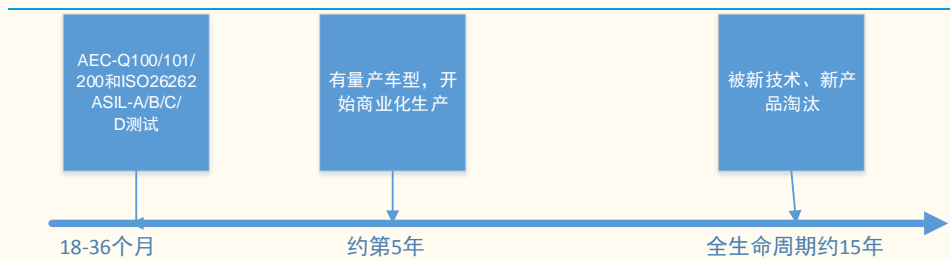 AEC-Q100/101/
200和ISO26262
ASIL-A/B/C/
D测试
有量产车型，开
始商业化生产
被新技术、新产
品淘汰
18-36个月
约第5年
全生命周期约15年